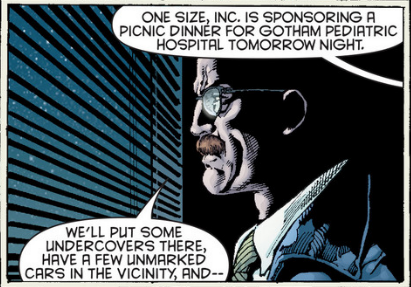 ONE SIZE, INC. IS SPONSORING A
PICNIC DINNER FOR GOTHAM PEDIATRIC
HOSPITAL TOMORROW NIGHT.
WE'LL PUT SOME
UNDERCOVERS THERE,
HAVE A FEW UNMARKED
CARS IN THE VICINITY, AND--